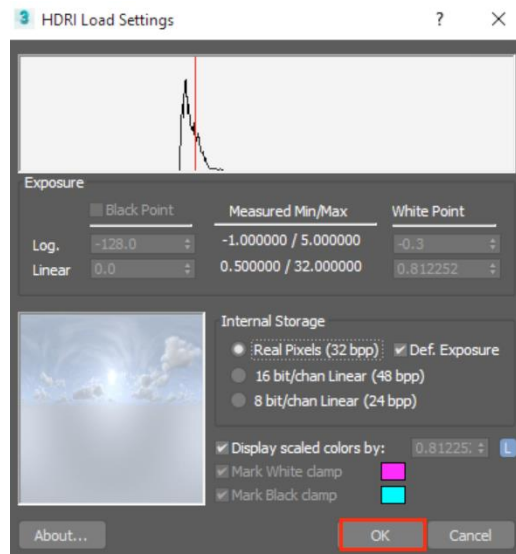 3 HDRI Load Settings ? ×
Exposure
Black Point Measured Min/Max White Point
Log. -128.0 -1.000000 / 5.000000 -0.3
Linear 0.0 0.500000 / 32.000000 0.812252
Internal Storage
Real Pixels (32 bpp) Def. Exposure
16 bit/chan Linear (48 bpp)
8 bit/chan Linear (24 bpp)
Display scaled colors by: 0.81225: L
Mark White clamp
Mark Black clamp
About... OK Cancel